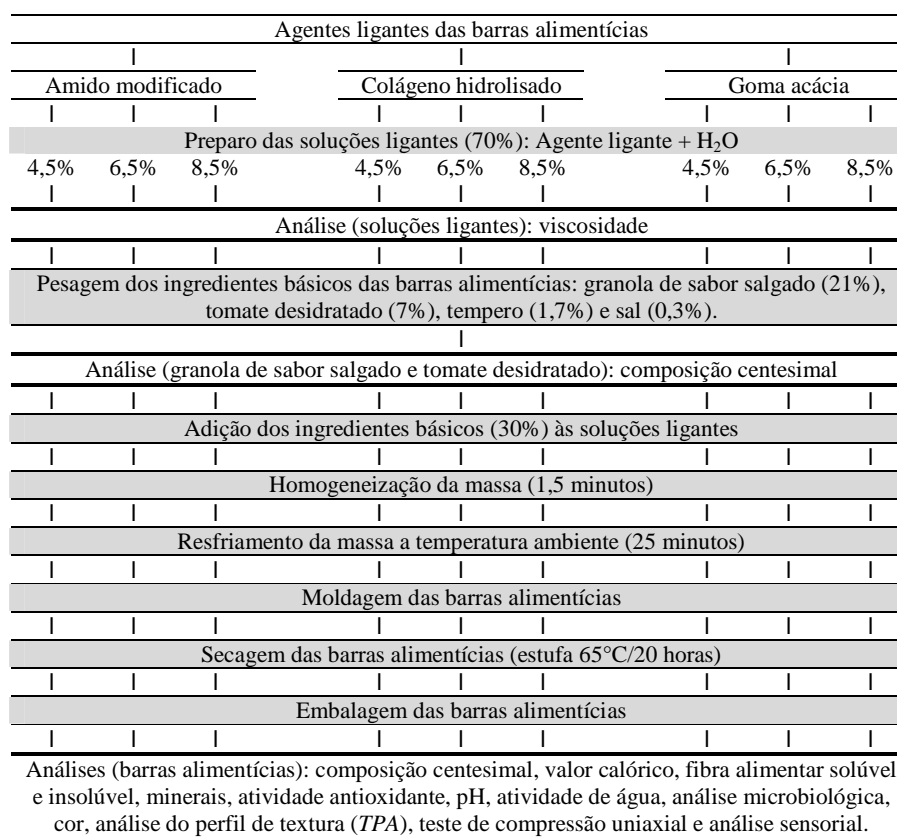 Agentes ligantes das barras alimentícias
Amido modificado Colágeno hidrolisado Goma acácia
Preparo das soluções ligantes (70%): Agente ligante + H₂O
4,5% 6,5% 8,5% 4,5% 6,5% 8,5% 4,5% 6,5% 8,5%
Análise (soluções ligantes): viscosidade
Pesagem dos ingredientes básicos das barras alimentícias: granola de sabor salgado (21%),
tomate desidratado (7%), tempero (1,7%) e sal (0,3%).
Análise (granola de sabor salgado e tomate desidratado): composição centesimal
Adição dos ingredientes básicos (30%) às soluções ligantes
Homogeneização da massa (1,5 minutos)
Resfriamento da massa a temperatura ambiente (25 minutos)
Moldagem das barras alimentícias
Secagem das barras alimentícias (estufa 65°C/20 horas)
Embalagem das barras alimentícias
Análises (barras alimentícias): composição centesimal, valor calórico, fibra alimentar solúvel
e insolúvel, minerais, atividade antioxidante, pH, atividade de água, análise microbiológica,
cor, análise do perfil de textura (TPA), teste de compressão uniaxial e análise sensorial.